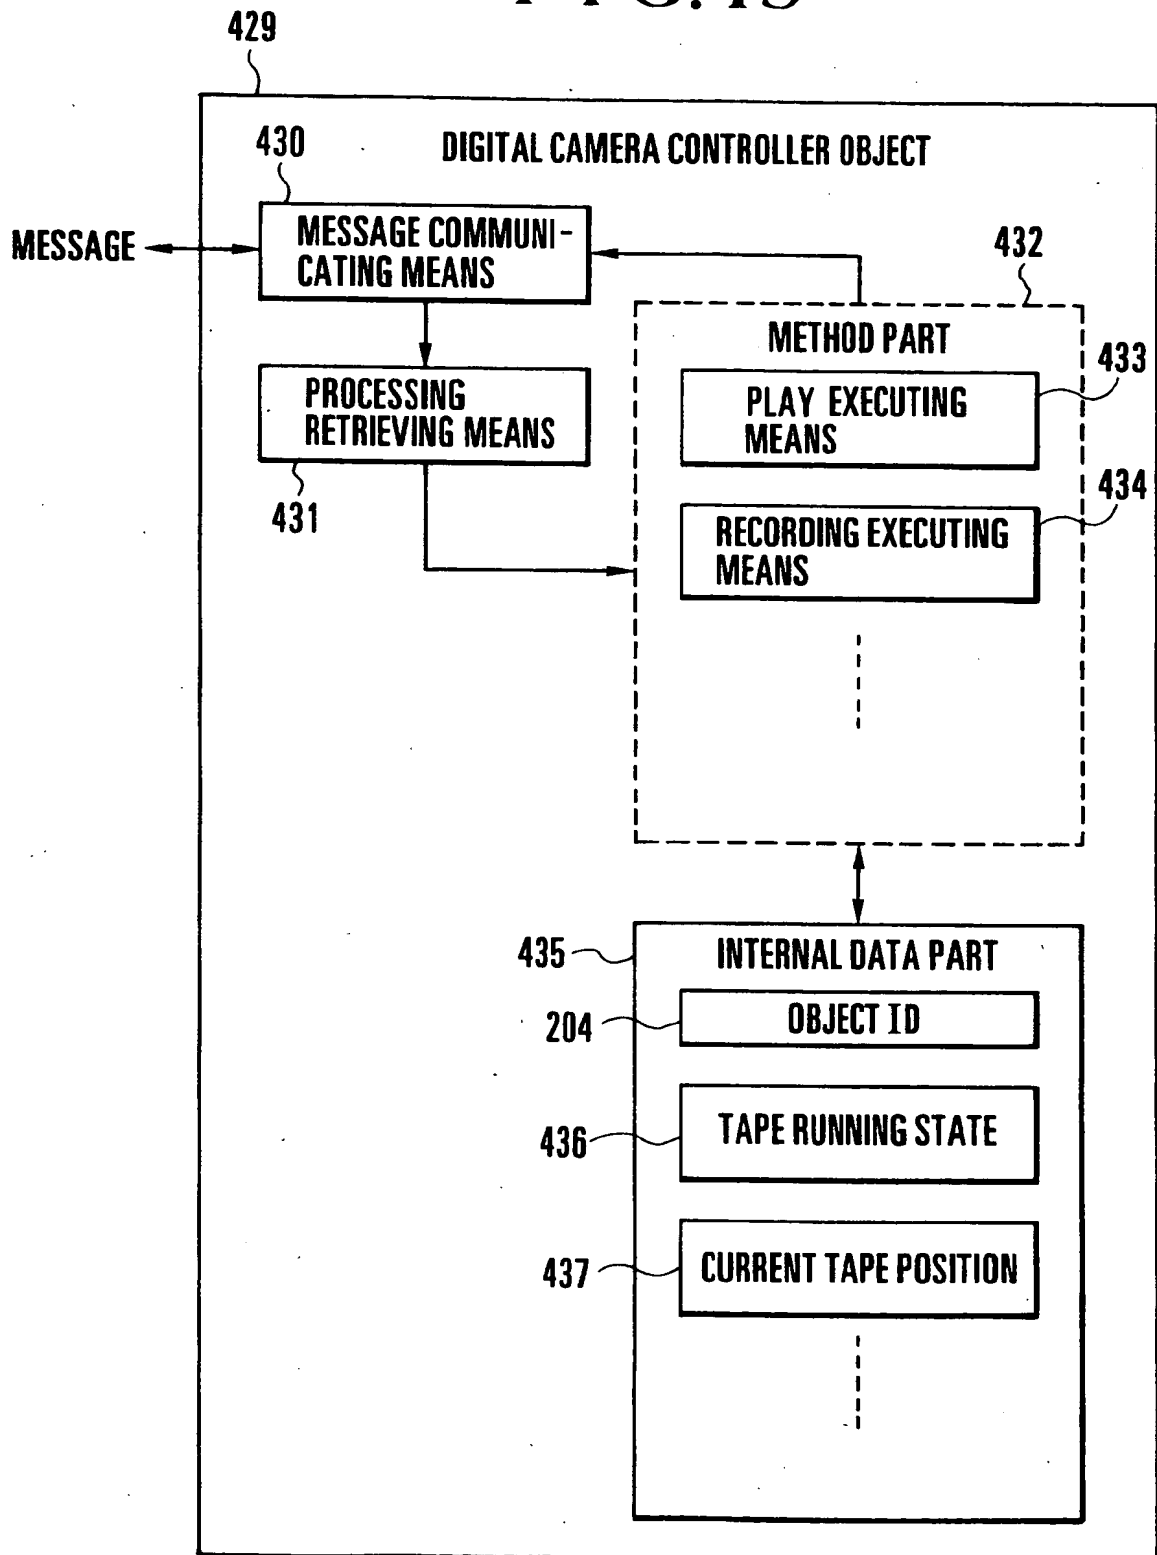 429
DIGITAL CAMERA CONTROLLER OBJECT
430
MESSAGE
MESSAGE COMMUNI-
CATING MEANS
432
METHOD PART
433
PROCESSING
RETRIEVING MEANS
431
PLAY EXECUTING
MEANS
434
RECORDING EXECUTING
MEANS
435
INTERNAL DATA PART
204
OBJECT ID
436
TAPE RUNNING STATE
437
CURRENT TAPE POSITION